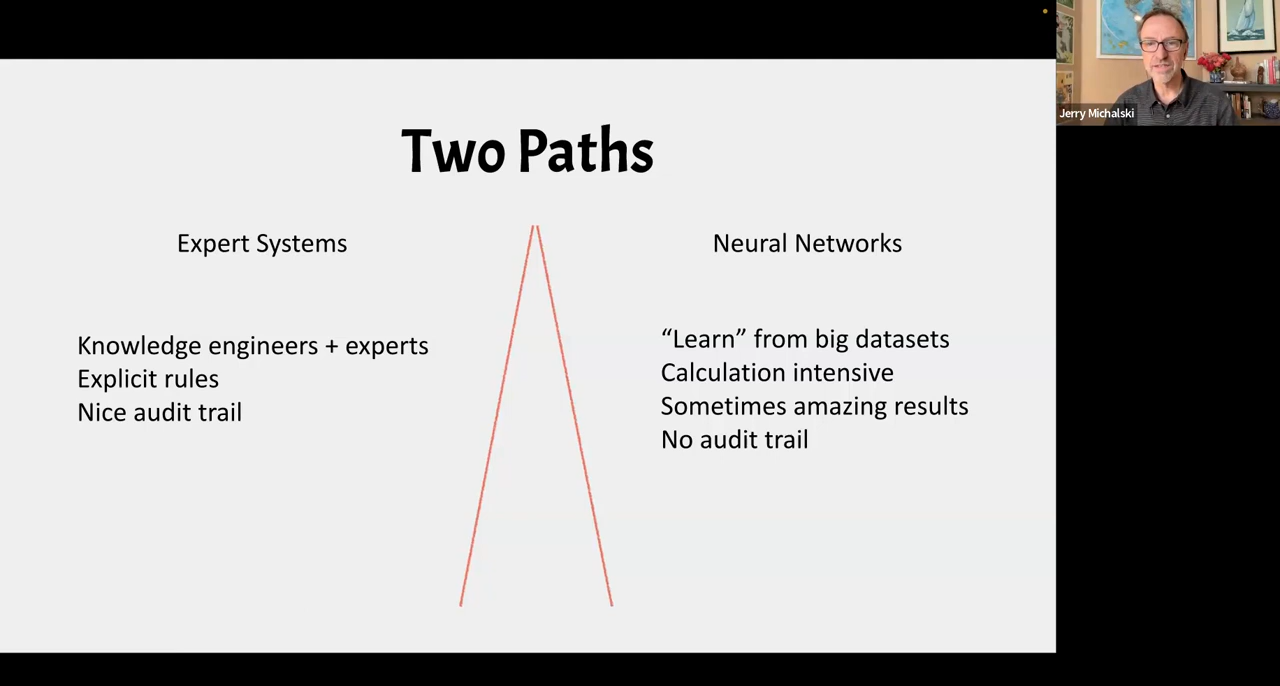 Two Paths
Expert Systems
Knowledge engineers + experts
Explicit rules
Nice audit trail
Neural Networks
“Learn” from big datasets
Calculation intensive
Sometimes amazing results
No audit trail
Jerry Michalski